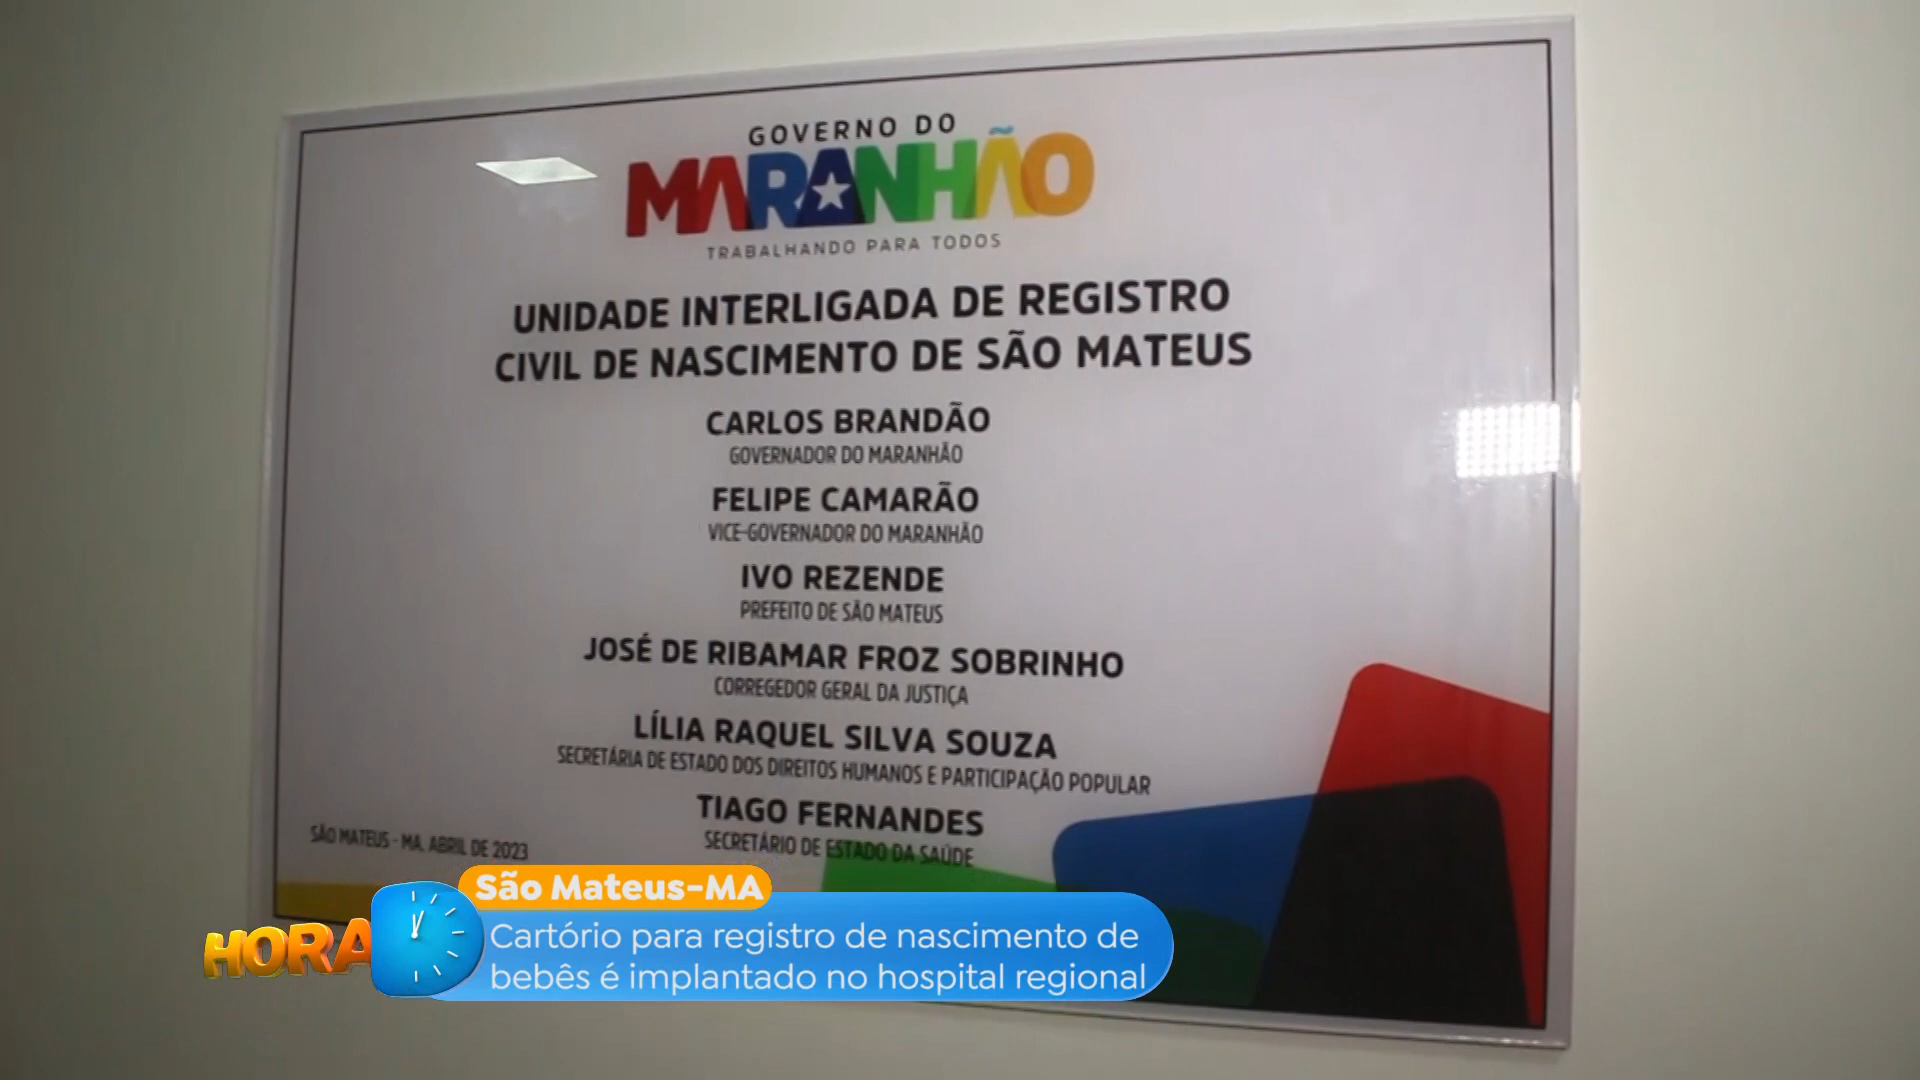 GOVERNO DO
MARANHÃO
TRABALHANDO PARA TODOS
UNIDADE INTERLIGADA DE REGISTRO
CIVIL DE NASCIMENTO DE SÃO MATEUS
CARLOS BRANDÃO
GOVERNADOR DO MARANHÃO
FELIPE CAMARÃO
VICE-GOVERNADOR DO MARANHÃO
IVO REZENDE
PREFEITO DE SÃO MATEUS
JOSÉ DE RIBAMAR FROZ SOBRINHO
CORREGEDOR GERAL DA JUSTIÇA
LÍLIA RAQUEL SILVA SOUZA
SECRETÁRIA DE ESTADO DOS DIREITOS HUMANOS E PARTICIPAÇÃO POPULAR
TIAGO FERNANDES
SECRETÁRIO DE ESTADO DA SAÚDE
SÃO MATEUS - MA, ABRIL DE 2023
São Mateus-MA
HORA
Cartório para registro de nascimento de
bebês é implantado no hospital regional